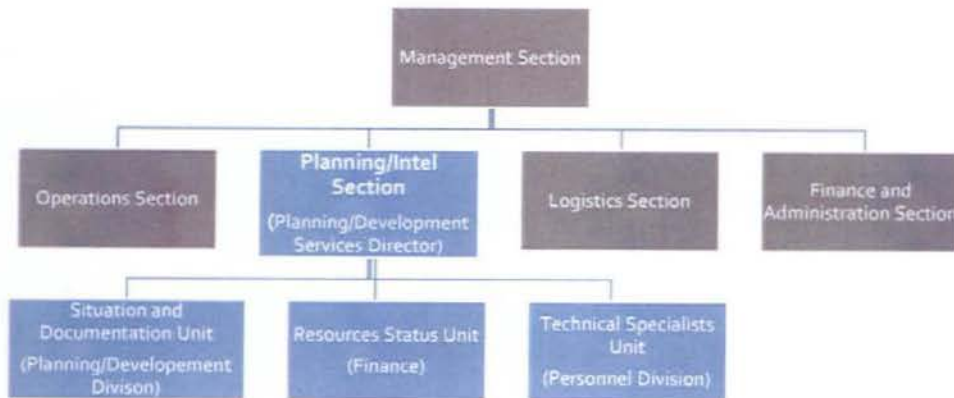 Management Section
Operations Section
Planning/Intel
Section
(Planning/Development
Services Director)
Logistics Section
Finance and
Administration Section
Situation and
Documentation Unit
(Planning/Developement
Divison)
Resources Status Unit
(Finance)
Technical Specialists
Unit
(Personnel Division)